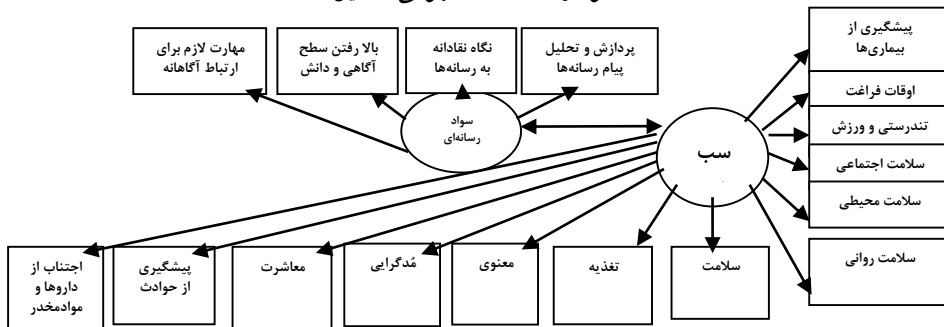 پیشگیری از
بیماری‌ها
مهارت لازم برای
ارتباط آگاهانه
بالا رفتن سطح
آگاهی و دانش
نگاه نقادانه
به رسانه‌ها
پردازش و تحلیل
پیام رسانه‌ها
اوقات فراغت
سواد
رسانه‌ای
تندرستی و ورزش
سب
سلامت اجتماعی
سلامت محیطی
سلامت روانی
سلامت
تغذیه
معنوی
مُدگرایی
معاشرت
پیشگیری
از حوادث
اجتناب از
داروها و
موادمخدر